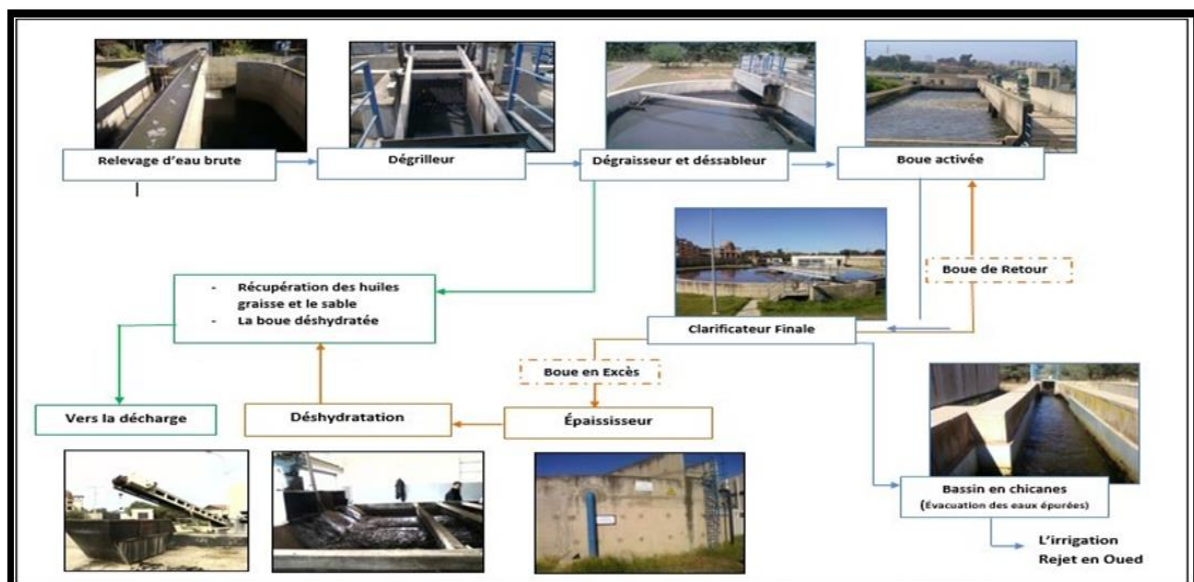 Relevage d'eau brute
Dégrilleur
Dégraisseur et déssableur
Boue activée
Boue de Retour
- Récupération des huiles
graisse et le sable
- La boue déshydratée
Clarificateur Finale
Boue en Excès
Vers la décharge
Déshydratation
Épaississeur
Bassin en chicanes
(Évacuation des eaux épurées)
L'irrigation
Rejet en Oued